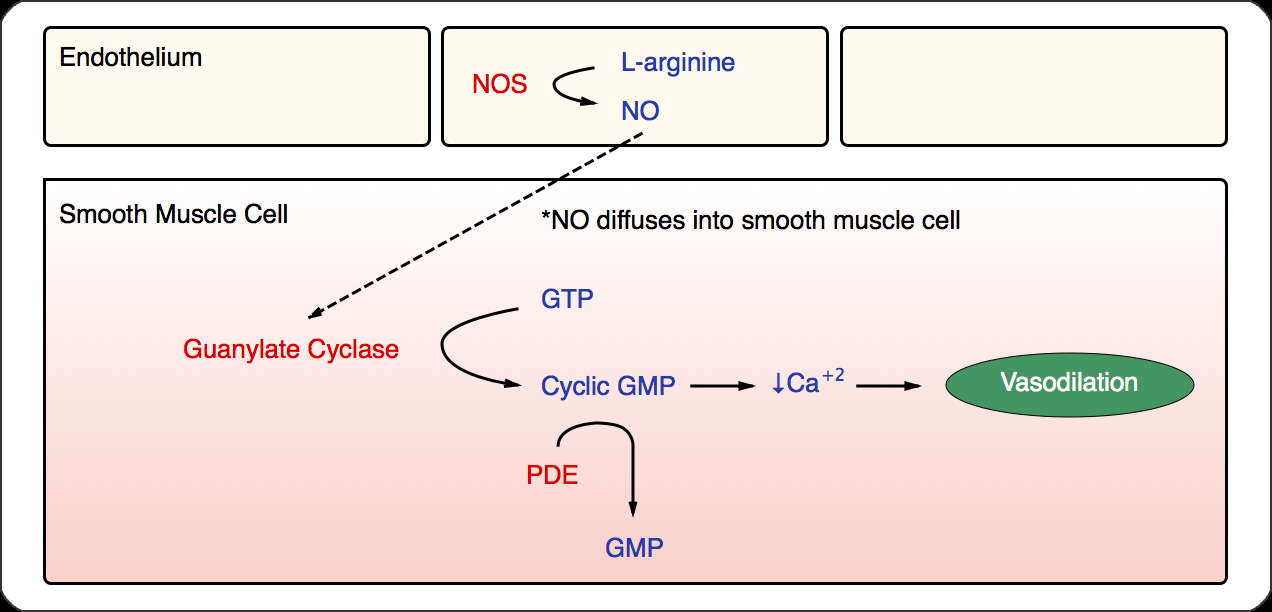 Endothelium
NOS
L-arginine
NO
Smooth Muscle Cell
*NO diffuses into smooth muscle cell
GTP
Guanylate Cyclase
Cyclic GMP
↓Ca⁺²
Vasodilation
PDE
GMP